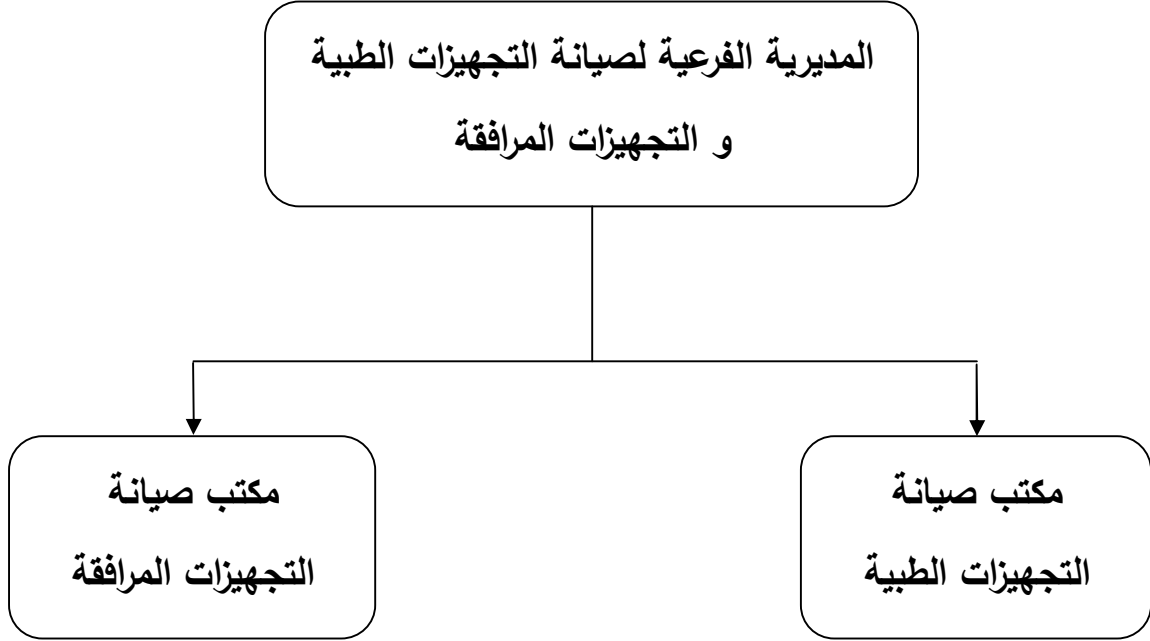 المديرية الفرعية لصيانة التجهيزات الطبية
و التجهيزات المرافقة
مكتب صيانة
التجهيزات الطبية
مكتب صيانة
التجهيزات المرافقة